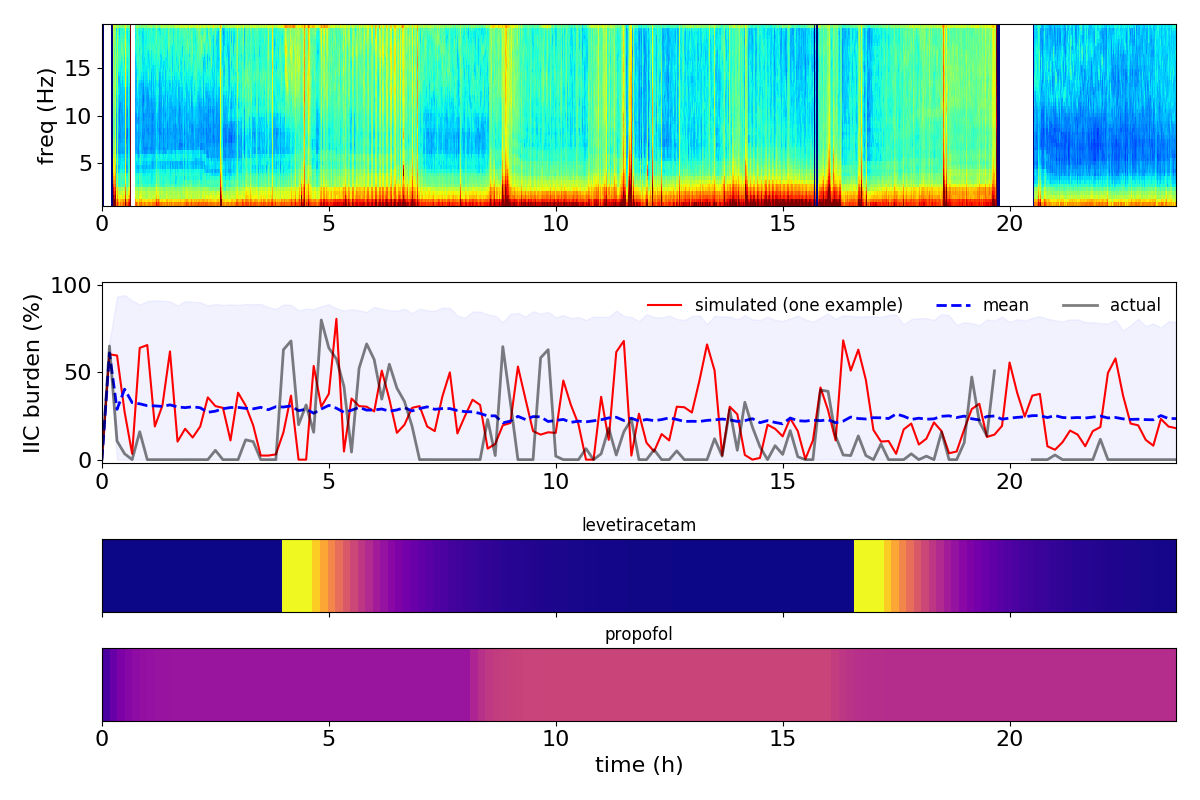 freq (Hz)
15
10
5
0 5 10 15 20
IIC burden (%)
100
50
0
simulated (one example) mean actual
0 5 10 15 20
levetiracetam
propofol
0 5 10 15 20
time (h)